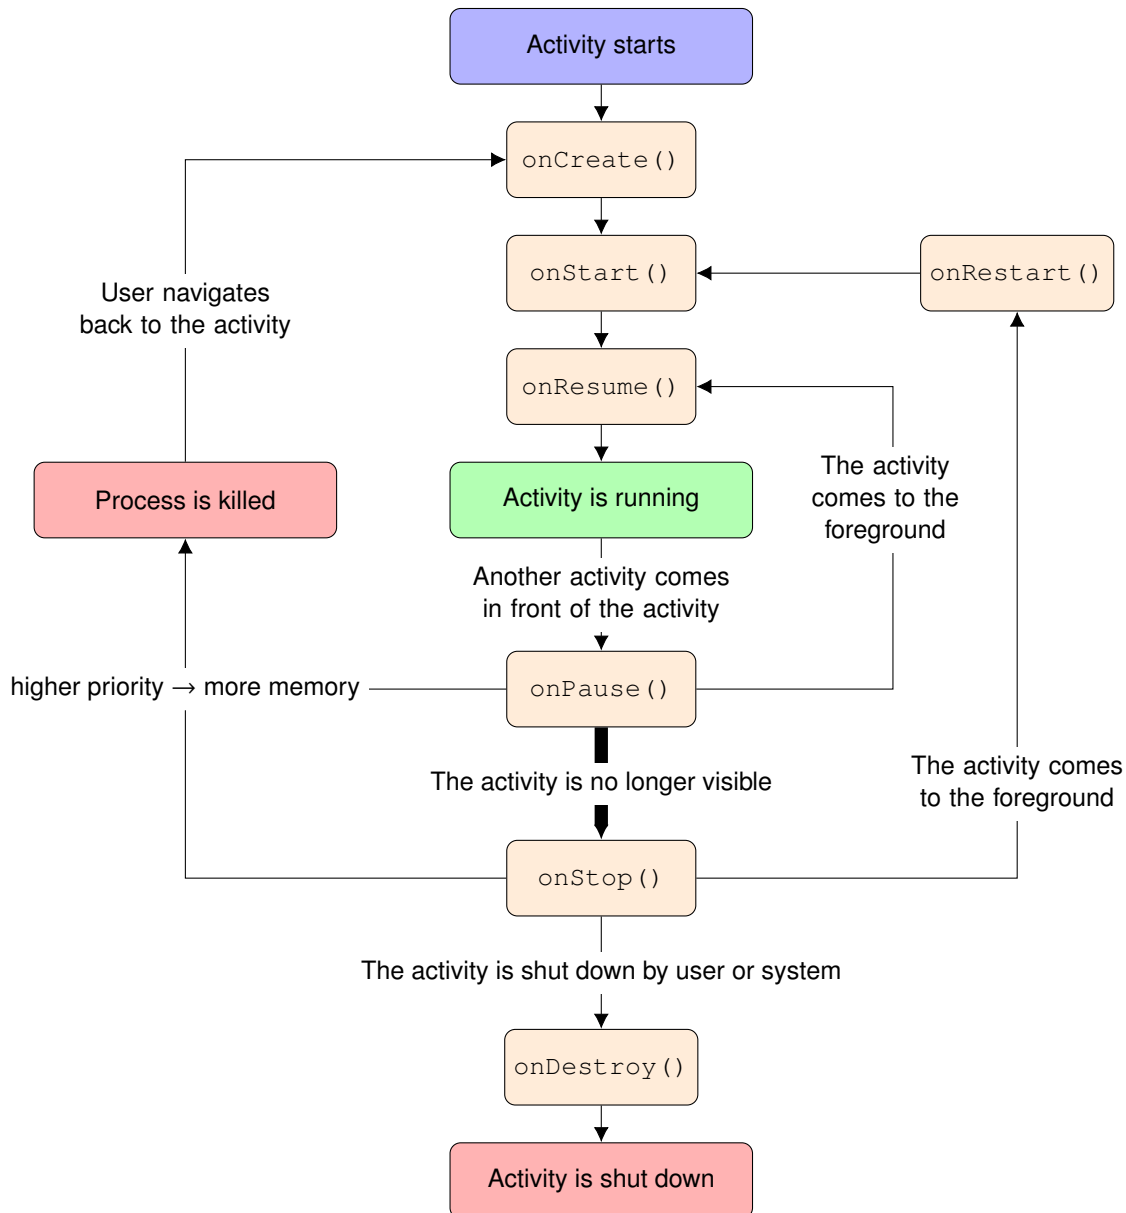 Activity starts
onCreate()
onStart()
onRestart()
User navigates
back to the activity
onResume()
The activity
comes to the
foreground
Process is killed
Activity is running
Another activity comes
in front of the activity
higher priority → more memory
onPause()
The activity is no longer visible
The activity comes
to the foreground
onStop()
The activity is shut down by user or system
onDestroy()
Activity is shut down